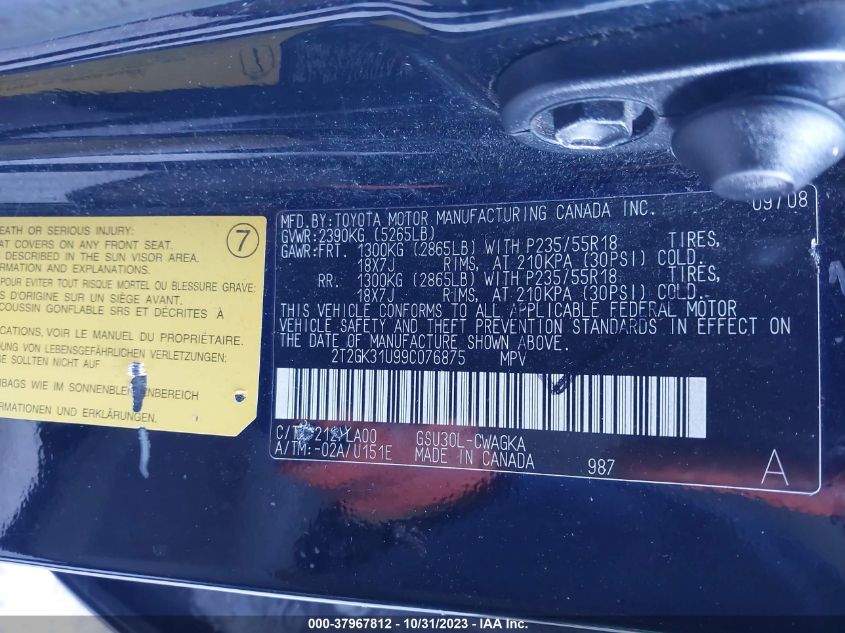 EATH OR SERIOUS INJURY:
AT COVERS ON ANY FRONT SEAT.
DESCRIBED IN SUN VISOR AREA.
FORMATION AND EXPLANATIONS.
POUR EVITER TOUT RISQUE MORTEL OU BLESSURE GRAVE:
S D'ORIGINE SUR UN SIÈGE AVANT.
COUSSIN GONFLABLE SRS ET DÉCRITES À
CATIONS, VOIR LE MANUEL DU PROPRIÉTAIRE.
DUNG VON LEBENSGEFÄHRLICHEN VERLETZUNGEN:
GE SOLLTEN NICHT
BAGS WIE IM SONNENBLENDENBEREICH
RMATIONEN UND ERKLÄRUNGEN.
7
MFD.BY:TOYOTA MOTOR MANUFACTURING CANADA INC. 09/08
GVWR:2390KG (5265LB)
GAWR:FRT. 1300KG (2865LB) WITH P235/55R18 TIRES,
18X7J RIMS, AT 210KPA (30PSI) COLD.
RR. 1300KG (2865LB) WITH P235/55R18 TIRES,
18X7J RIMS, AT 210KPA (30PSI) COLD.
THIS VEHICLE CONFORMS TO ALL APPLICABLE FEDERAL MOTOR
VEHICLE SAFETY AND THEFT PREVENTION STANDARDS IN EFFECT ON
THE DATE OF MANUFACTURE SHOWN ABOVE.
2T2GK31U99C076875 MPV
GSU30L-CWAGKA
A/TM:-02A/U151E MADE IN CANADA 987 A
000-37967812 - 10/31/2023 - IAA Inc.